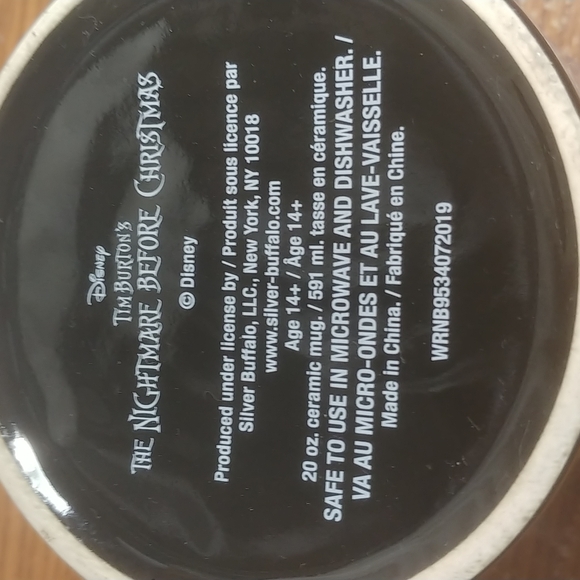 Disney
TIM BURTON'S
THE NIGHTMARE BEFORE CHRISTMAS
© Disney
Produced under license by / Produit sous licence par
Silver Buffalo, LLC., New York, NY 10018
www.silver-buffalo.com
Age 14+ / Âge 14+
20 oz. ceramic mug. / 591 ml. tasse en céramique.
SAFE TO USE IN MICROWAVE AND DISHWASHER. /
VA AU MICRO-ONDES ET AU LAVE-VAISSELLE.
Made in China. / Fabriqué en Chine.
WRNB9534072019